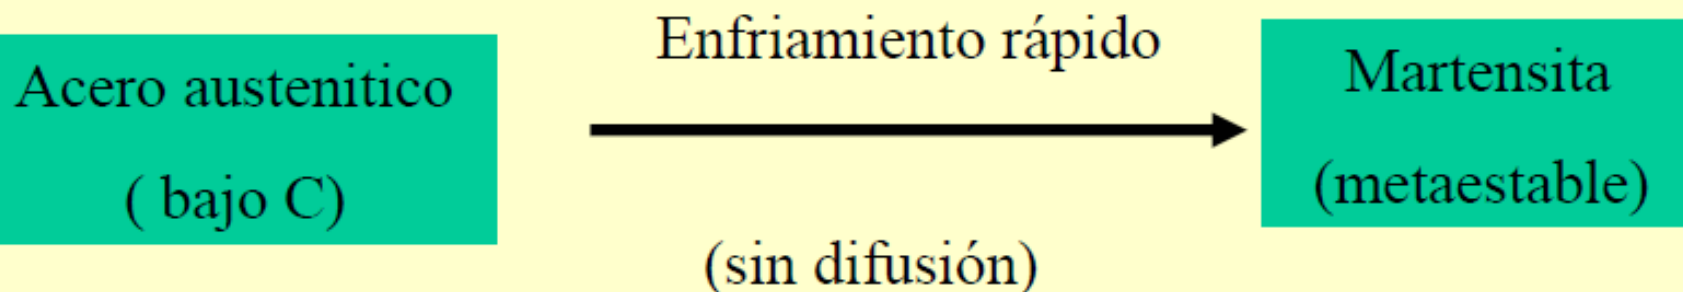 Acero austenitico
( bajo C)
Enfriamiento rápido
(sin difusión)
Martensita
(metaestable)